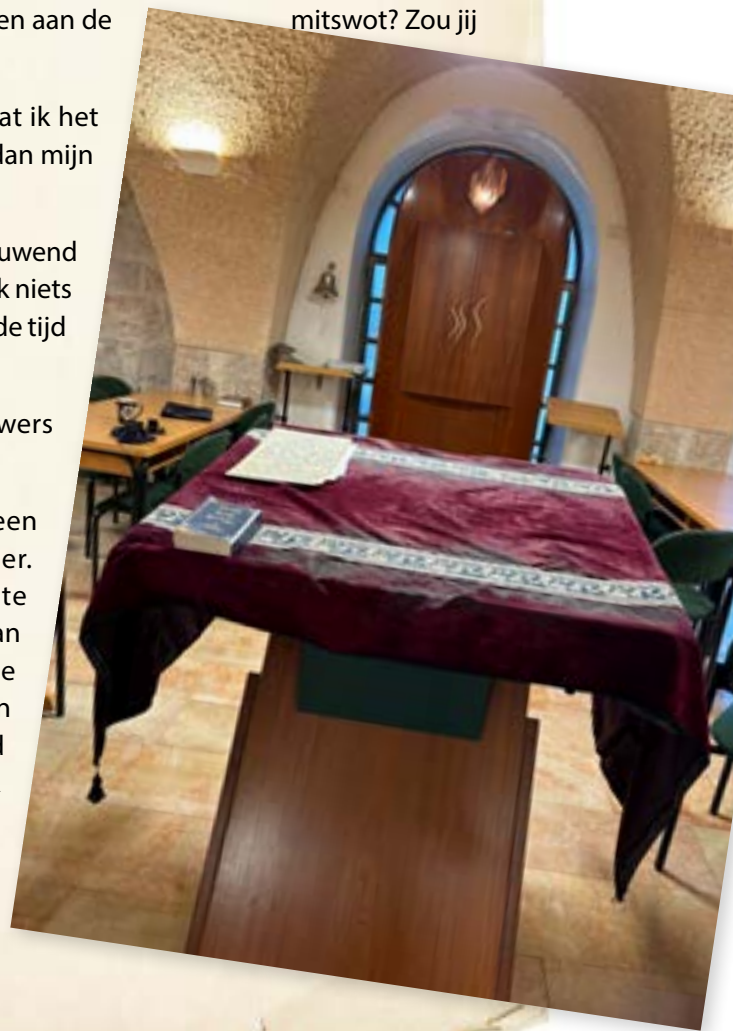 en aan de
at ik het
dan mijn
uwend
k niets
de tijd
wers
een
er.
te
an
e
n
d
mitswot? Zou jij